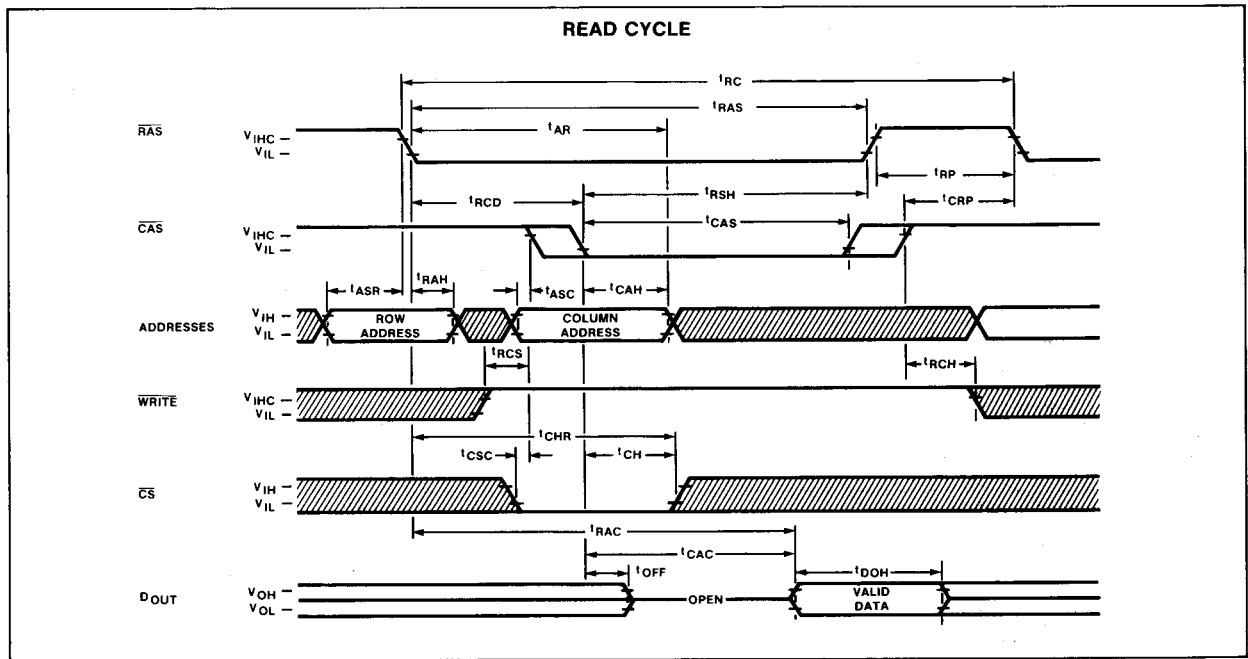 READ CYCLE
tRC
tRAS
tAR
RAS
VIHC
VIL
tRP
tRSH
tRCD
tCRP
tCAS
CAS
VIHC
VIL
tRAH
tASR
tASC
tCAH
ADDRESSES
VIH
VIL
ROW
ADDRESS
COLUMN
ADDRESS
tRCS
tRCH
WRITE
VIHC
VIL
tCHR
tCSC
tCH
CS
VIH
VIL
tRAC
tCAC
tOFF
tDOH
DOUT
VOH
VOL
OPEN
VALID
DATA